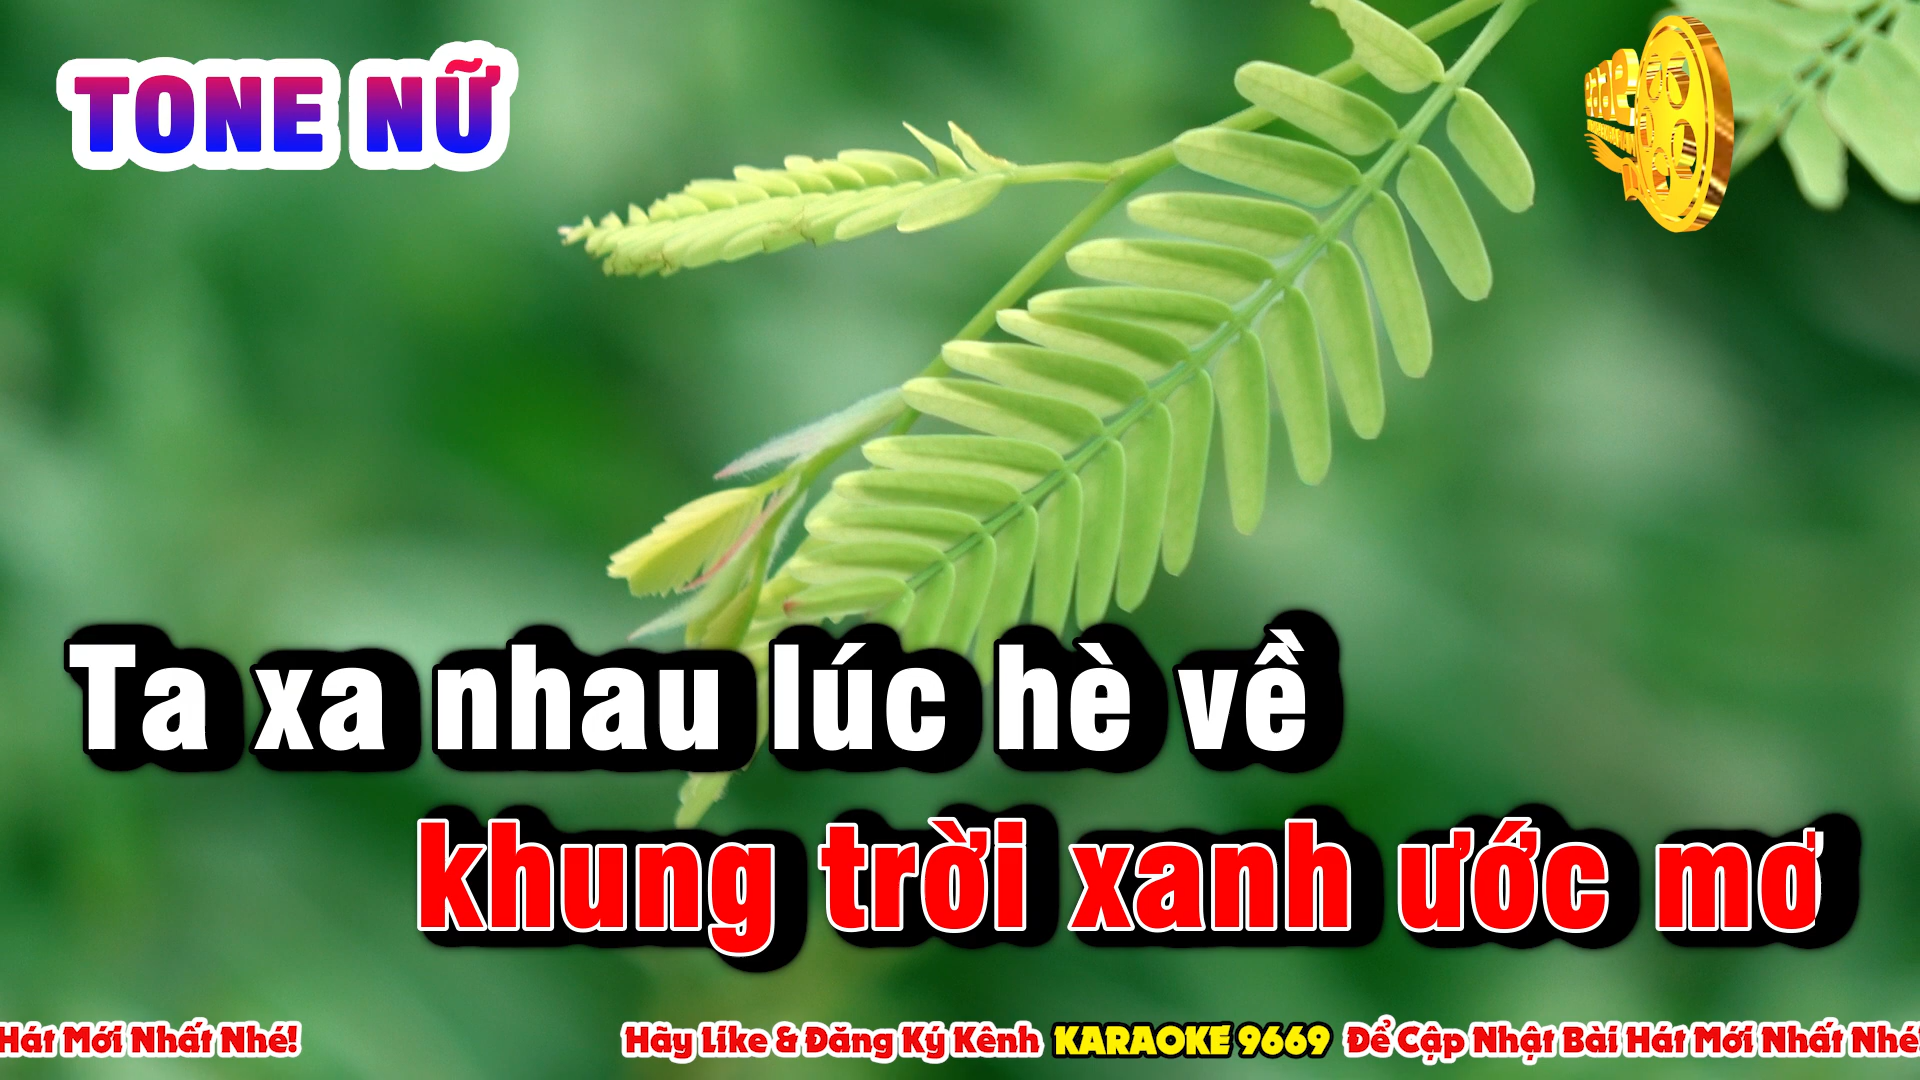 TONE NỮ
Ta xa nhau lúc hè về
khung trời xanh ước mơ
Hát Mới Nhất Nhé! Hãy Like & Đăng Ký Kênh KARAOKE 9669 Để Cập Nhật Bài Hát Mới Nhất Nhé!